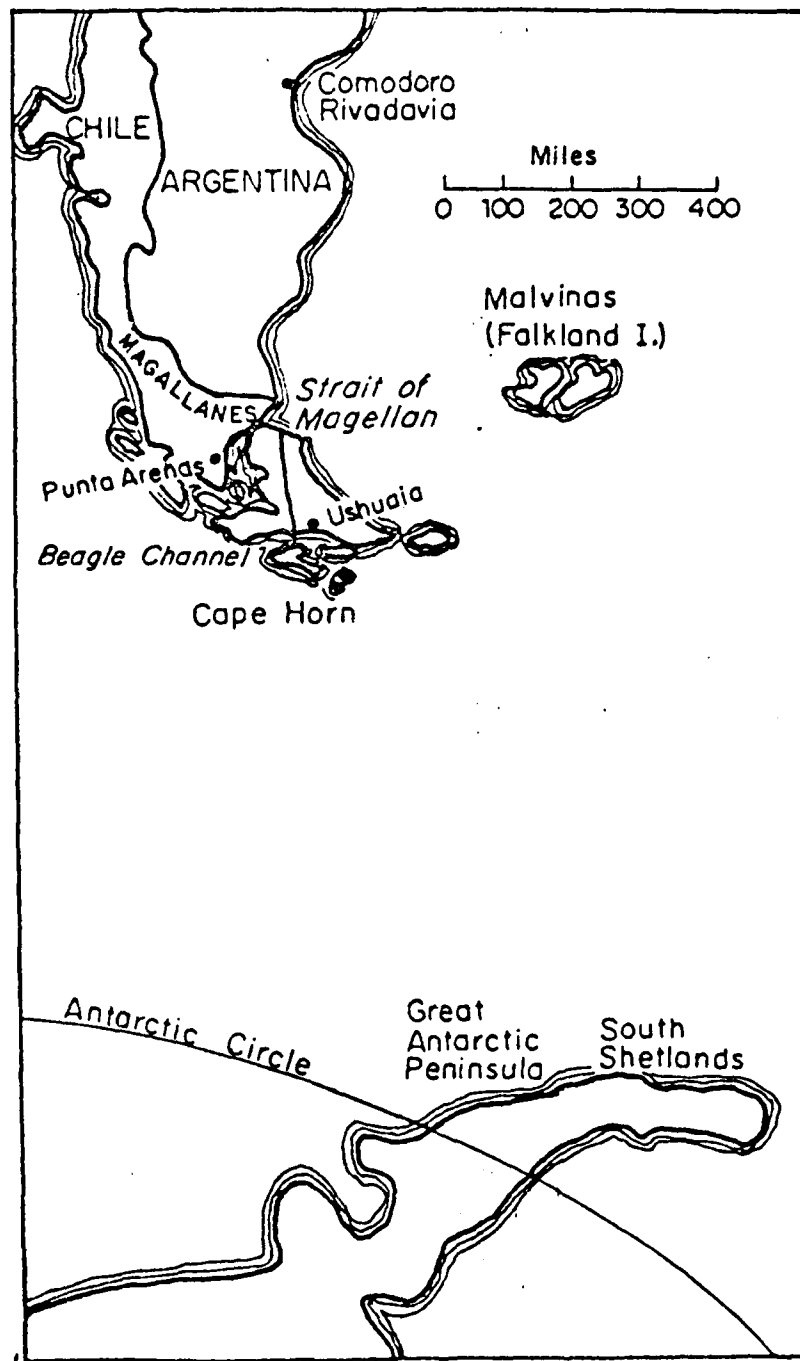 Comodoro
Rivadavia
CHILE
ARGENTINA
Miles
0 100 200 300 400
Malvinas
(Falkland I.)
MAGALLANES
Strait of
Magellan
Punta Arenas
Ushuaia
Beagle Channel
Cape Horn
Antarctic Circle
Great
Antarctic
Peninsula
South
Shetlands